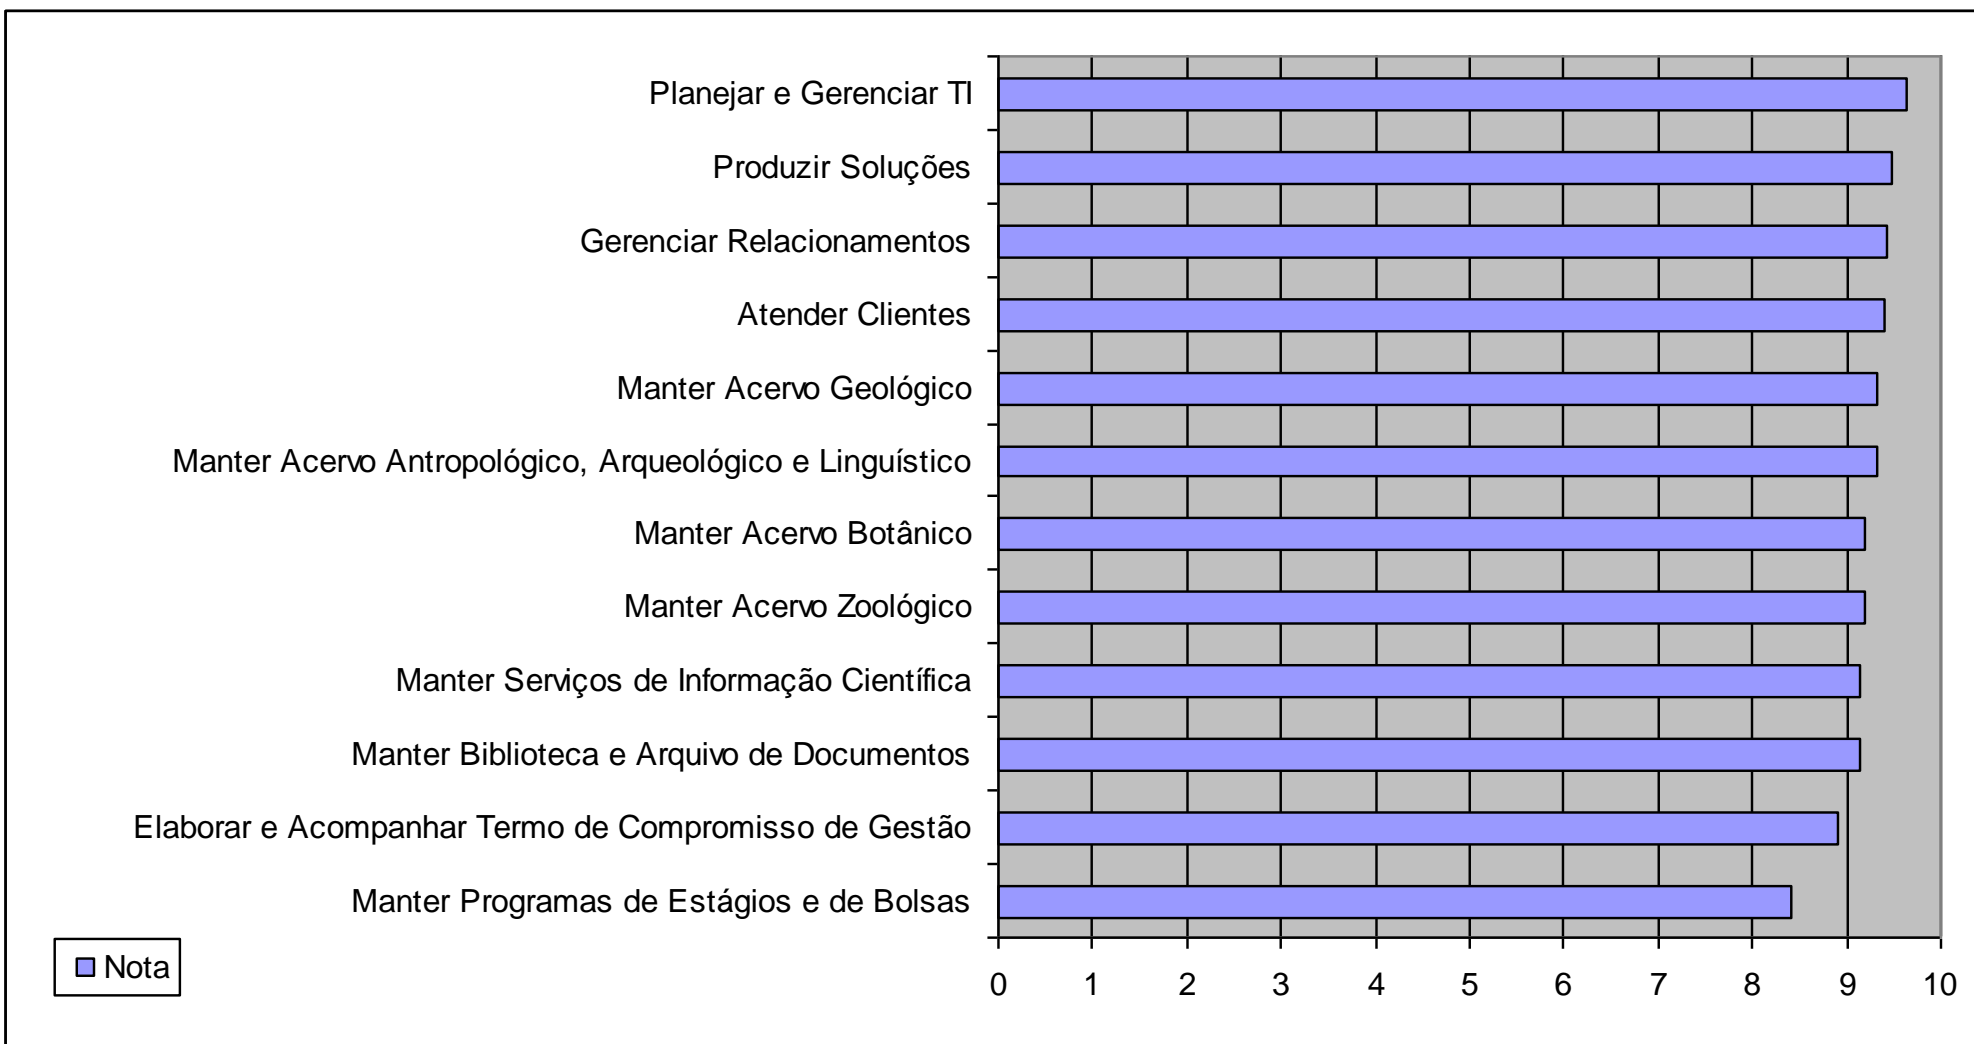 Planejar e Gerenciar TI
Produzir Soluções
Gerenciar Relacionamentos
Atender Clientes
Manter Acervo Geológico
Manter Acervo Antropológico, Arqueológico e Linguístico
Manter Acervo Botânico
Manter Acervo Zoológico
Manter Serviços de Informação Científica
Manter Biblioteca e Arquivo de Documentos
Elaborar e Acompanhar Termo de Compromisso de Gestão
Manter Programas de Estágios e de Bolsas
Nota
0 1 2 3 4 5 6 7 8 9 10